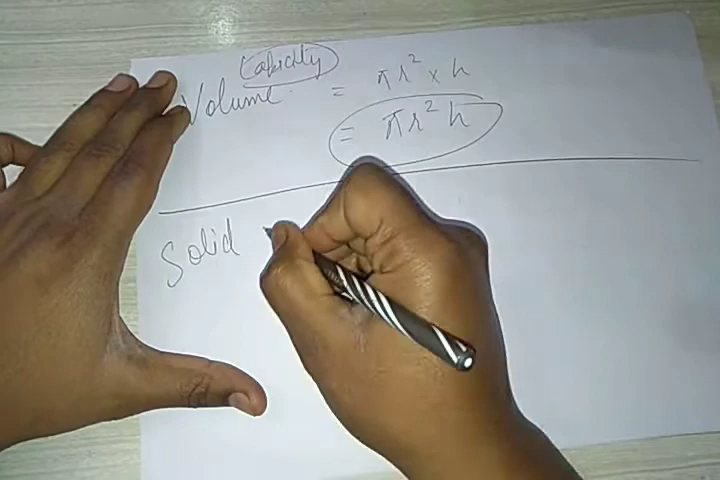 Capacity
Volume = πr² × h
= πr²h
Solid